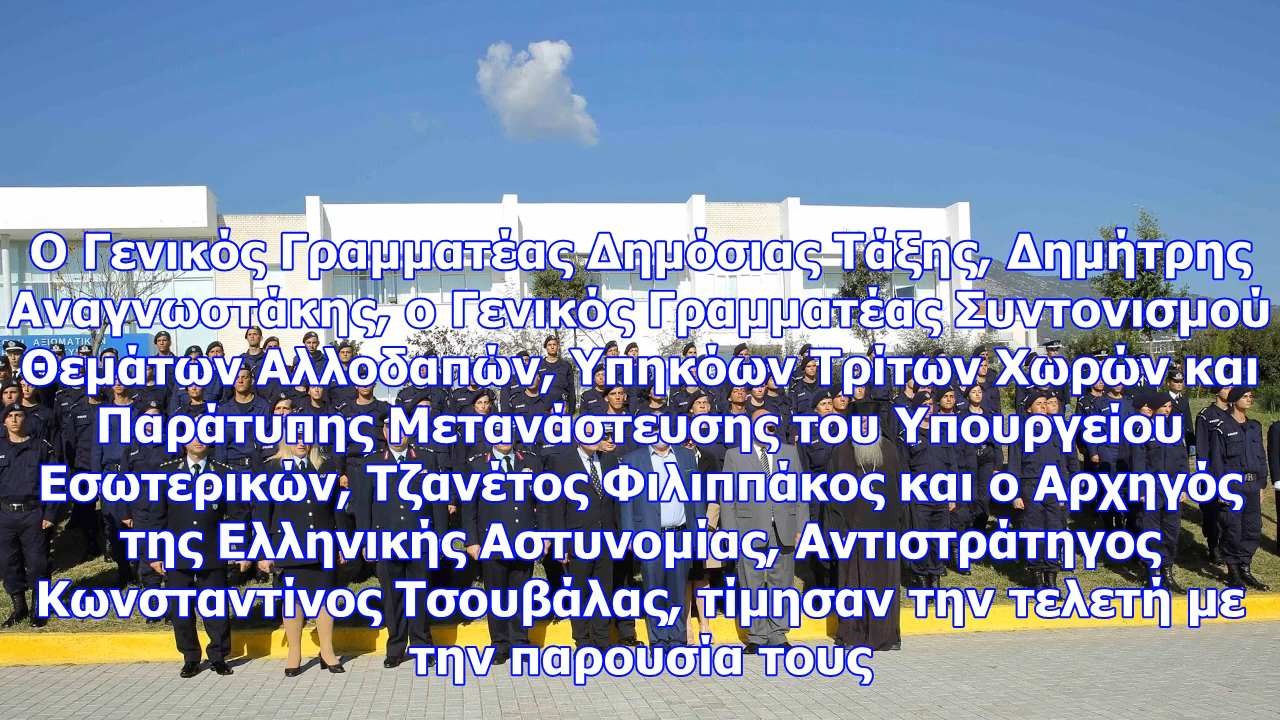 Ο Γενικός Γραμματέας Δημόσιας Τάξης, Δημήτρης
Αναγνωστάκης, ο Γενικός Γραμματέας Συντονισμού
Θεμάτων Αλλοδαπών, Υπηκόων Τρίτων Χωρών και
Παράτυπης Μετανάστευσης του Υπουργείου
Εσωτερικών, Τζανέτος Φιλιππάκος και ο Αρχηγός
της Ελληνικής Αστυνομίας, Αντιστράτηγος
Κωνσταντίνος Τσουβάλας, τίμησαν την τελετή με
την παρουσία τους
ΑΞΙΩΜΑΤΙΚΩΝ